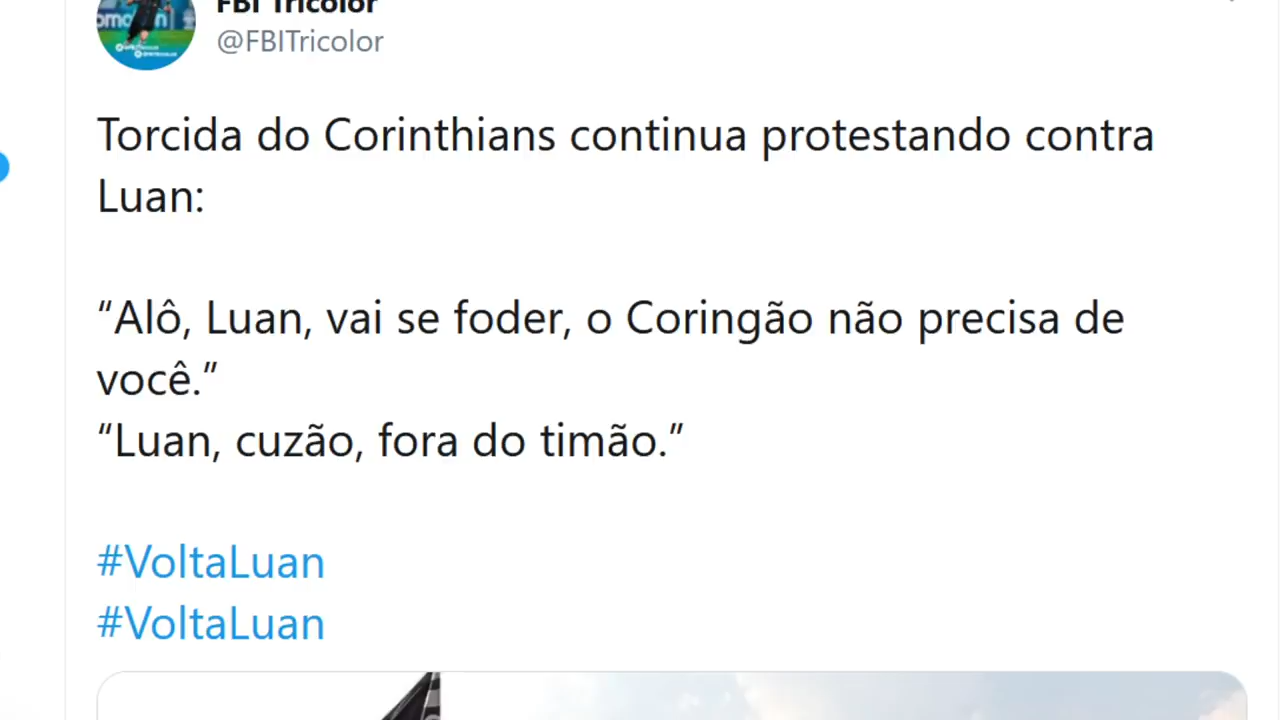 FBI Tricolor
@FBITricolor
Torcida do Corinthians continua protestando contra
Luan:
“Alô, Luan, vai se foder, o Coringão não precisa de
você.”
“Luan, cuzão, fora do timão.”
#VoltaLuan
#VoltaLuan